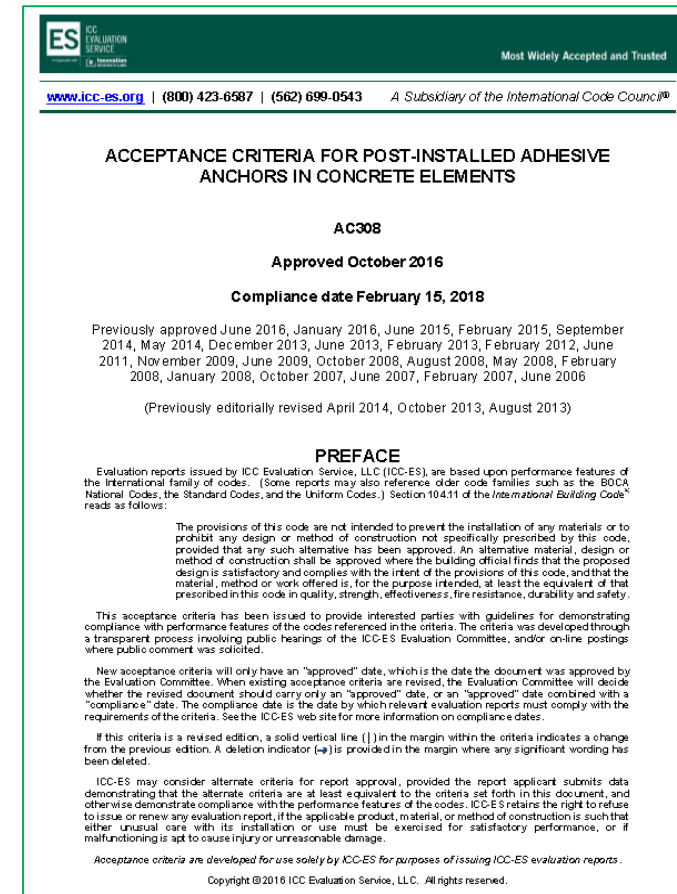 ES ICC
EVALUATION
SERVICE
Most Widely Accepted and Trusted
www.icc-es.org | (800) 423-6587 | (562) 699-0543 A Subsidiary of the International Code Council®
ACCEPTANCE CRITERIA FOR POST-INSTALLED ADHESIVE
ANCHORS IN CONCRETE ELEMENTS
AC308
Approved October 2016
Compliance date February 15, 2018
Previously approved June 2016, January 2016, June 2015, February 2015, September
2014, May 2014, December 2013, June 2013, February 2013, February 2012, June
2011, November 2009, June 2009, October 2008, August 2008, May 2008, February
2008, January 2008, October 2007, June 2007, February 2007, June 2006
(Previously editorially revised April 2014, October 2013, August 2013)
PREFACE
Evaluation reports issued by ICC Evaluation Service, LLC (ICC-ES), are based upon performance features of
the International family of codes. (Some reports may also reference older code families such as the BOCA
National Codes, the Standard Codes, and the Uniform Codes.) Section 104.11 of the International Building Code®
reads as follows:
The provisions of this code are not intended to prevent the installation of any materials or to
prohibit any design or method of construction not specifically prescribed by this code,
provided that any such alternative has been approved. An alternative material, design or
method of construction shall be approved where the building official finds that the proposed
design is satisfactory and complies with the intent of the provisions of this code, and that the
material, method or work offered is, for the purpose intended, at least the equivalent of that
prescribed in this code in quality, strength, effectiveness, fire resistance, durability and safety.
This acceptance criteria has been issued to provide interested parties with guidelines for demonstrating
compliance with performance features of the codes referenced in the criteria. The criteria was developed through
a transparent process involving public hearings of the ICC-ES Evaluation Committee, and/or on-line postings
where public comment was solicited.
New acceptance criteria will only have an "approved" date, which is the date the document was approved by
the Evaluation Committee. When existing acceptance criteria are revised, the Evaluation Committee will decide
whether the revised document should carry only an "approved" date, or an "approved" date combined with a
"compliance" date. The compliance date is the date by which relevant evaluation reports must comply with the
requirements of the criteria. See the ICC-ES web site for more information on compliance dates.
If this criteria is a revised edition, a solid vertical line (|) in the margin within the criteria indicates a change
from the previous edition. A deletion indicator (→) is provided in the margin where any significant wording has
been deleted.
ICC-ES may consider alternate criteria for report approval, provided the report applicant submits data
demonstrating that the alternate criteria are at least equivalent to the criteria set forth in this document, and
otherwise demonstrate compliance with the performance features of the codes. ICC-ES retains the right to refuse
to issue or renew any evaluation report, if the applicable product, material, or method of construction is such that
either unusual care with its installation or use must be exercised for satisfactory performance, or if
malfunctioning is apt to cause injury or unreasonable damage.
Acceptance criteria are developed for use solely by ICC-ES for purposes of issuing ICC-ES evaluation reports.
Copyright © 2016 ICC Evaluation Service, LLC. All rights reserved.